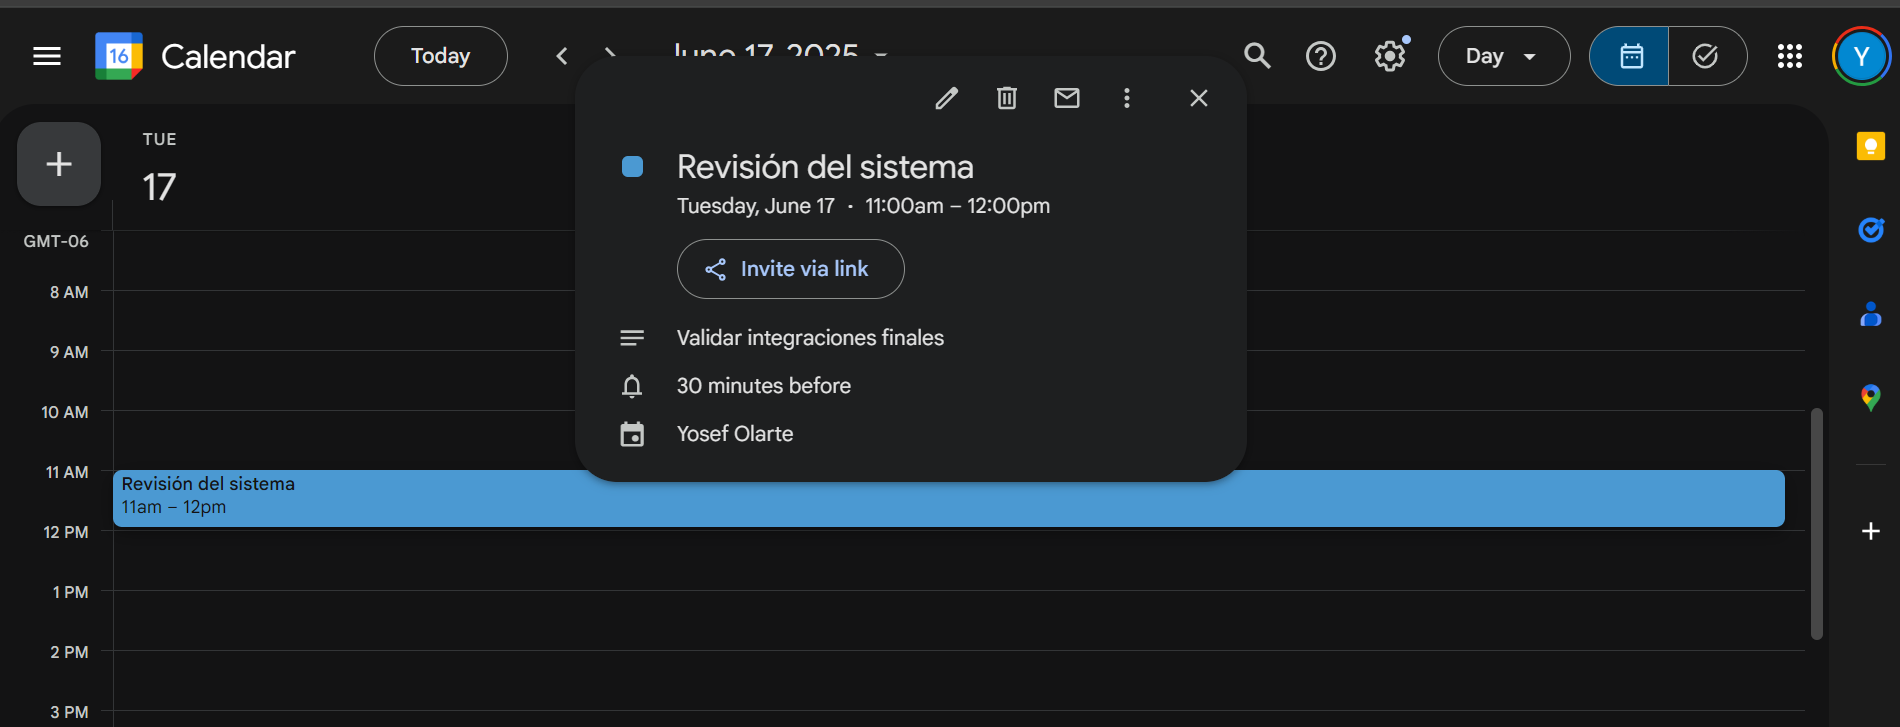 16 Calendar
Today
June 17, 2025
Day
Y
TUE
17
GMT-06
8 AM
9 AM
10 AM
11 AM
12 PM
1 PM
2 PM
3 PM
Revisión del sistema
Tuesday, June 17 · 11:00am – 12:00pm
Invite via link
Validar integraciones finales
30 minutes before
Yosef Olarte
Revisión del sistema
11am – 12pm